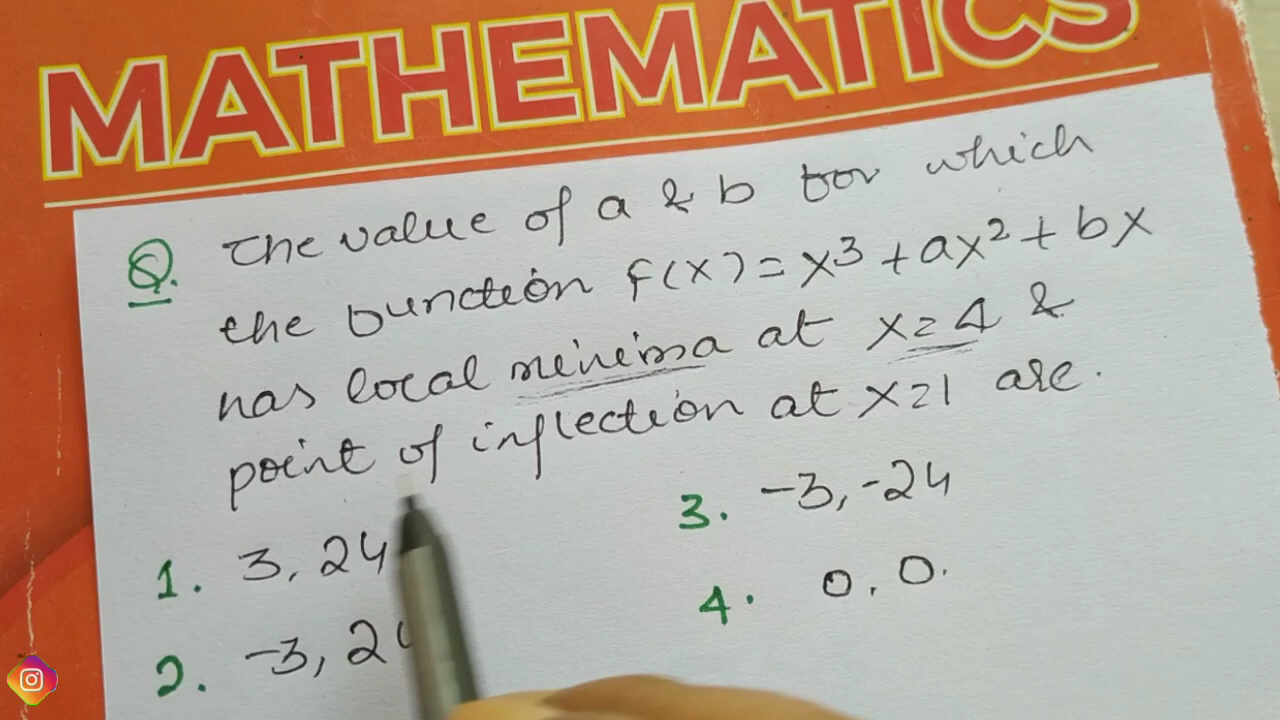 MATHEMATICS
Q. The value of a & b for which
the function f(x) = x³ + ax² + bx
has local minima at x = 4 &
point of inflection at x = 1 are.
1. 3, 24
3. -3, -24
2. -3, 24
4. 0, 0.